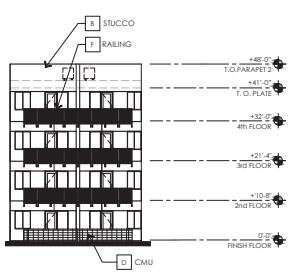 B STUCCO
F RAILING
+48'-0"
T.O.PARAPET 2
+41'-0"
T. O. PLATE
+32'-0"
4th FLOOR
+21'-4"
3rd FLOOR
+'10-8"
2nd FLOOR
0'-0"
FINISH FLOOR
D CMU